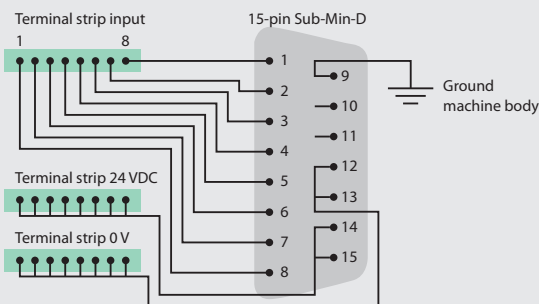 Terminal strip input
1 8
15-pin Sub-Min-D
1
2
3
4
5
6
7
8
9
10
11
12
13
14
15
Ground
machine body
Terminal strip 24 VDC
Terminal strip 0 V